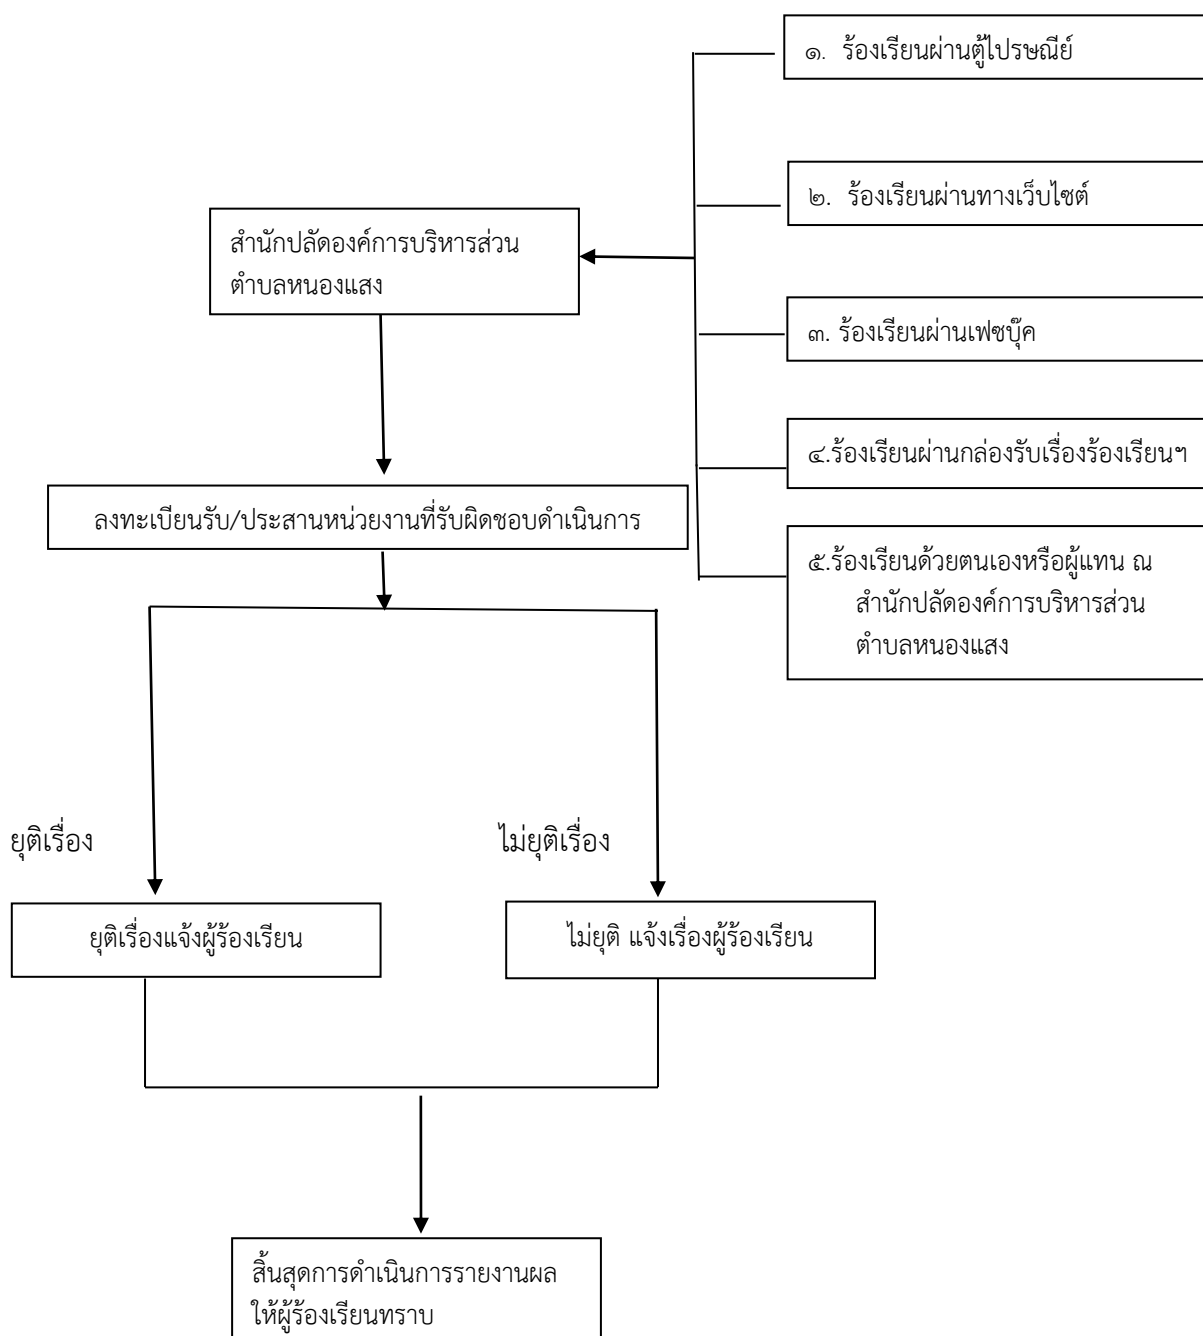 ๑. ร้องเรียนผ่านตู้ไปรษณีย์
๒. ร้องเรียนผ่านทางเว็บไซต์
สำนักปลัดองค์การบริหารส่วน
ตำบลหนองแสง
๓. ร้องเรียนผ่านเฟซบุ๊ค
๔.ร้องเรียนผ่านกล่องรับเรื่องร้องเรียนฯ
ลงทะเบียนรับ/ประสานหน่วยงานที่รับผิดชอบดำเนินการ
๕.ร้องเรียนด้วยตนเองหรือผู้แทน ณ
สำนักปลัดองค์การบริหารส่วน
ตำบลหนองแสง
ยุติเรื่อง
ไม่ยุติเรื่อง
ยุติเรื่องแจ้งผู้ร้องเรียน
ไม่ยุติ แจ้งเรื่องผู้ร้องเรียน
สิ้นสุดการดำเนินการรายงานผล
ให้ผู้ร้องเรียนทราบ